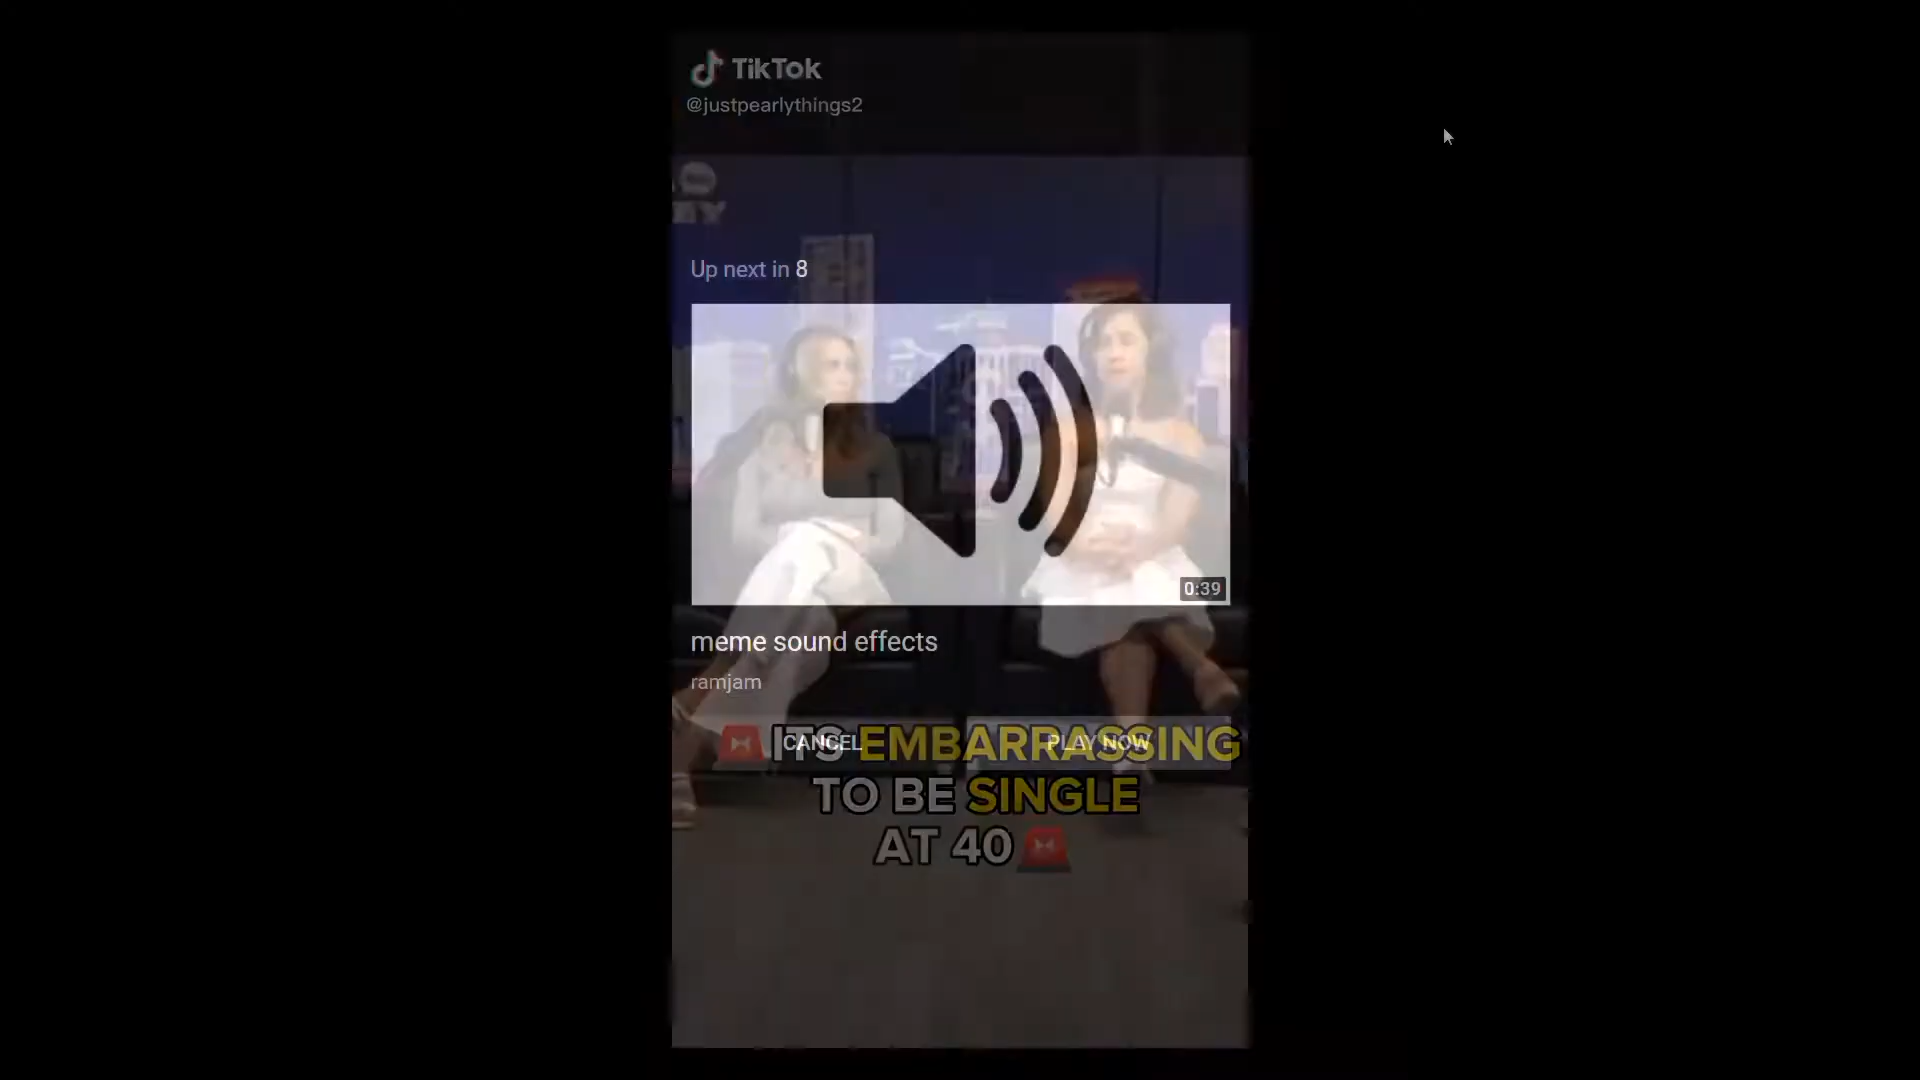 TikTok
@justpearlythings2
Up next in 8
0:39
meme sound effects
ramjam
CANCEL
PLAY NOW
ITS EMBARRASSING
TO BE SINGLE
AT 40